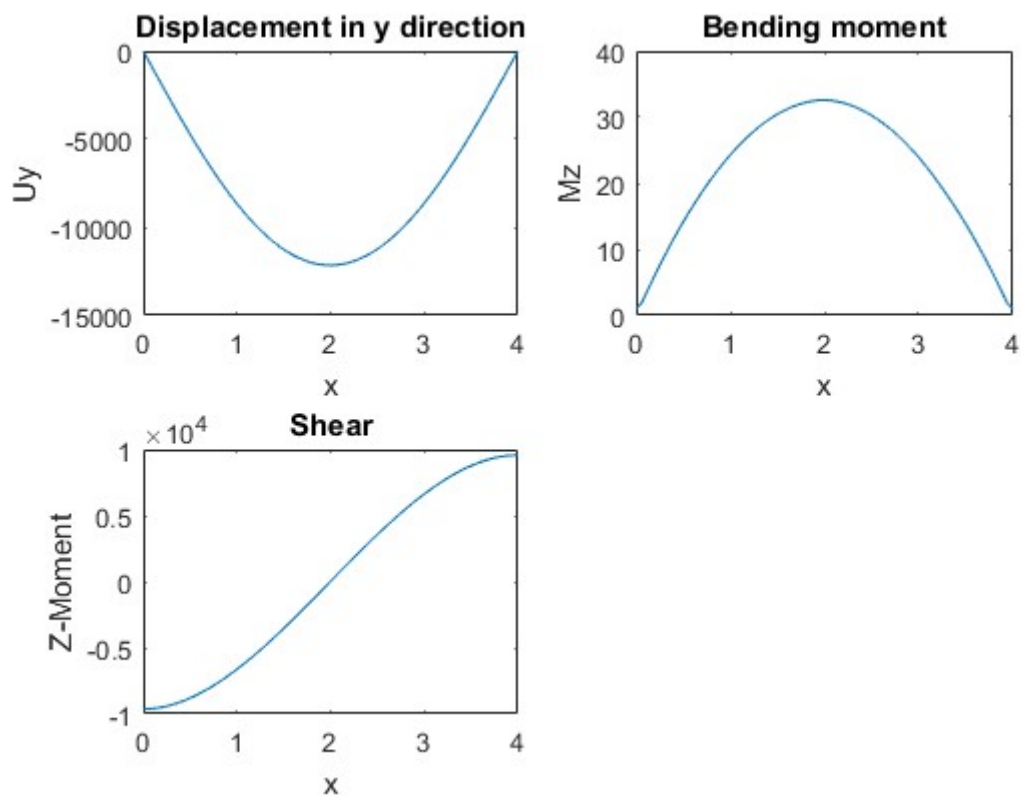 Displacement in y direction
0
-5000
-10000
-15000
Uy
0 1 2 3 4
x
Bending moment
40
30
20
10
0
Mz
0 1 2 3 4
x
Shear
×10⁴
1
0.5
0
-0.5
-1
Z-Moment
0 1 2 3 4
x